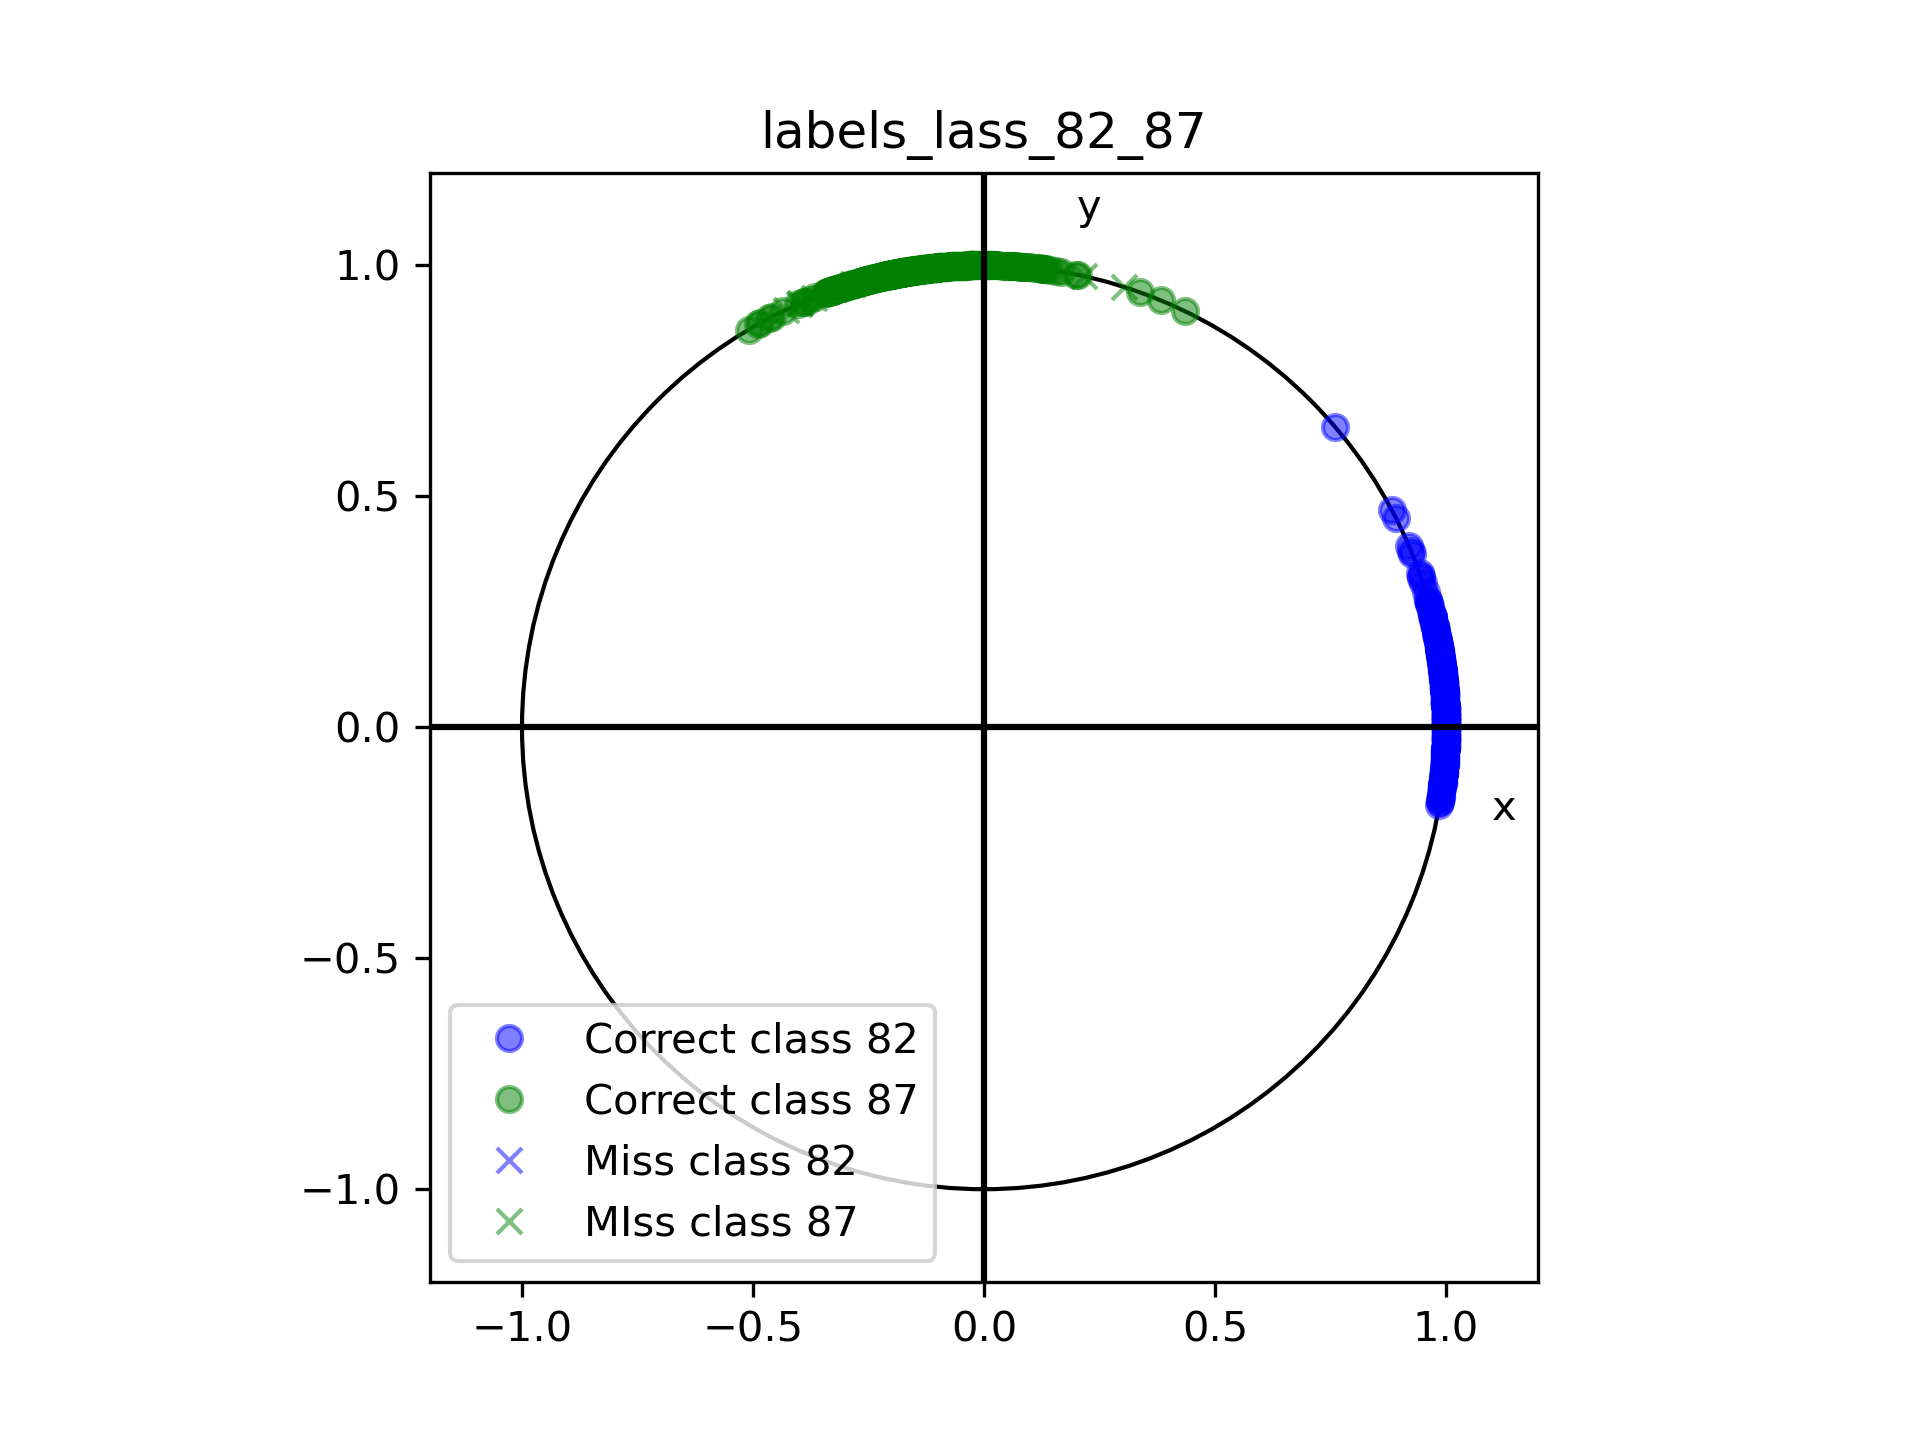 labels_lass_82_87
y
1.0
0.5
0.0
−0.5
−1.0
x
Correct class 82
Correct class 87
Miss class 82
MIss class 87
−1.0 −0.5 0.0 0.5 1.0